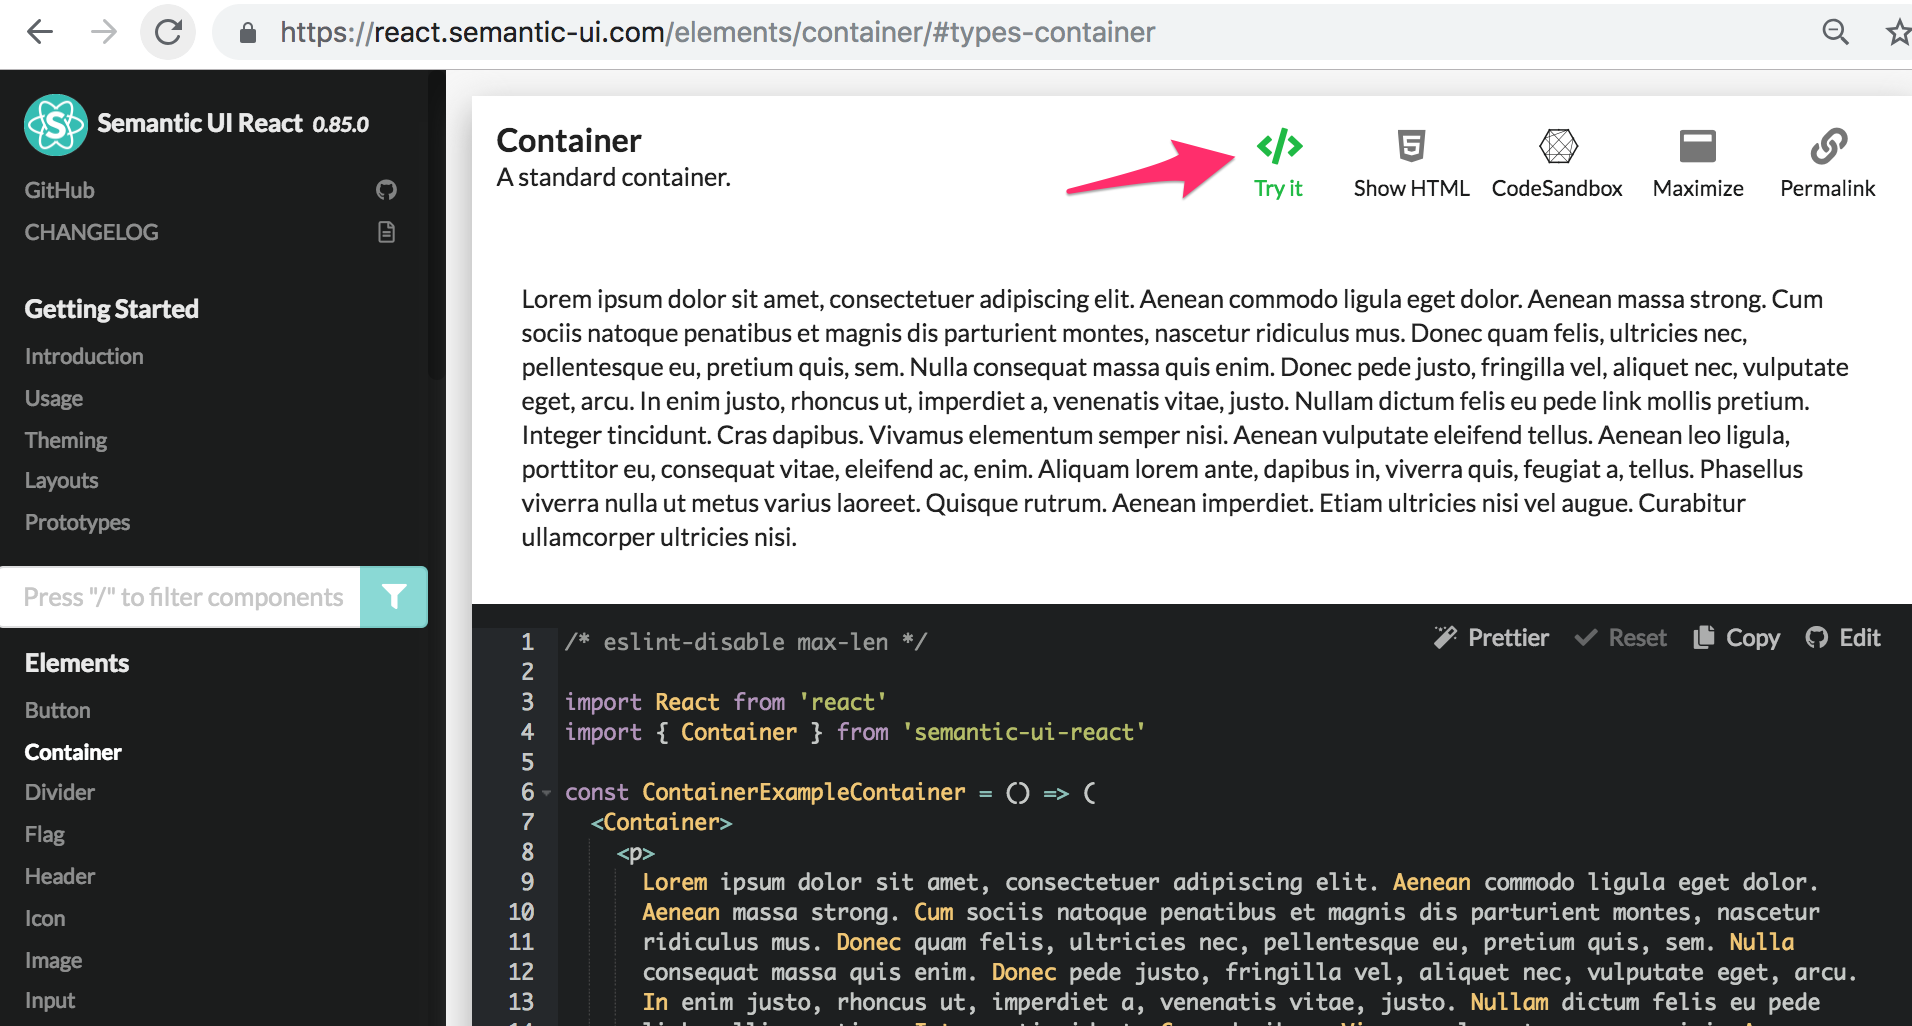 https://react.semantic-ui.com/elements/container/#types-container
Semantic UI React 0.85.0
GitHub
CHANGELOG
Getting Started
Introduction
Usage
Theming
Layouts
Prototypes
Press "/" to filter components
Elements
Button
Container
Divider
Flag
Header
Icon
Image
Input
Container
A standard container.
</> Try it
Show HTML
CodeSandbox
Maximize
Permalink
Lorem ipsum dolor sit amet, consectetuer adipiscing elit. Aenean commodo ligula eget dolor. Aenean massa strong. Cum
sociis natoque penatibus et magnis dis parturient montes, nascetur ridiculus mus. Donec quam felis, ultricies nec,
pellentesque eu, pretium quis, sem. Nulla consequat massa quis enim. Donec pede justo, fringilla vel, aliquet nec, vulputate
eget, arcu. In enim justo, rhoncus ut, imperdiet a, venenatis vitae, justo. Nullam dictum felis eu pede link mollis pretium.
Integer tincidunt. Cras dapibus. Vivamus elementum semper nisi. Aenean vulputate eleifend tellus. Aenean leo ligula,
porttitor eu, consequat vitae, eleifend ac, enim. Aliquam lorem ante, dapibus in, viverra quis, feugiat a, tellus. Phasellus
viverra nulla ut metus varius laoreet. Quisque rutrum. Aenean imperdiet. Etiam ultricies nisi vel augue. Curabitur
ullamcorper ultricies nisi.
Prettier Reset Copy Edit
1 /* eslint-disable max-len */
2
3 import React from 'react'
4 import { Container } from 'semantic-ui-react'
5
6 const ContainerExampleContainer = () => (
7 <Container>
8 <p>
9 Lorem ipsum dolor sit amet, consectetuer adipiscing elit. Aenean commodo ligula eget dolor.
10 Aenean massa strong. Cum sociis natoque penatibus et magnis dis parturient montes, nascetur
11 ridiculus mus. Donec quam felis, ultricies nec, pellentesque eu, pretium quis, sem. Nulla
12 consequat massa quis enim. Donec pede justo, fringilla vel, aliquet nec, vulputate eget, arcu.
13 In enim justo, rhoncus ut, imperdiet a, venenatis vitae, justo. Nullam dictum felis eu pede